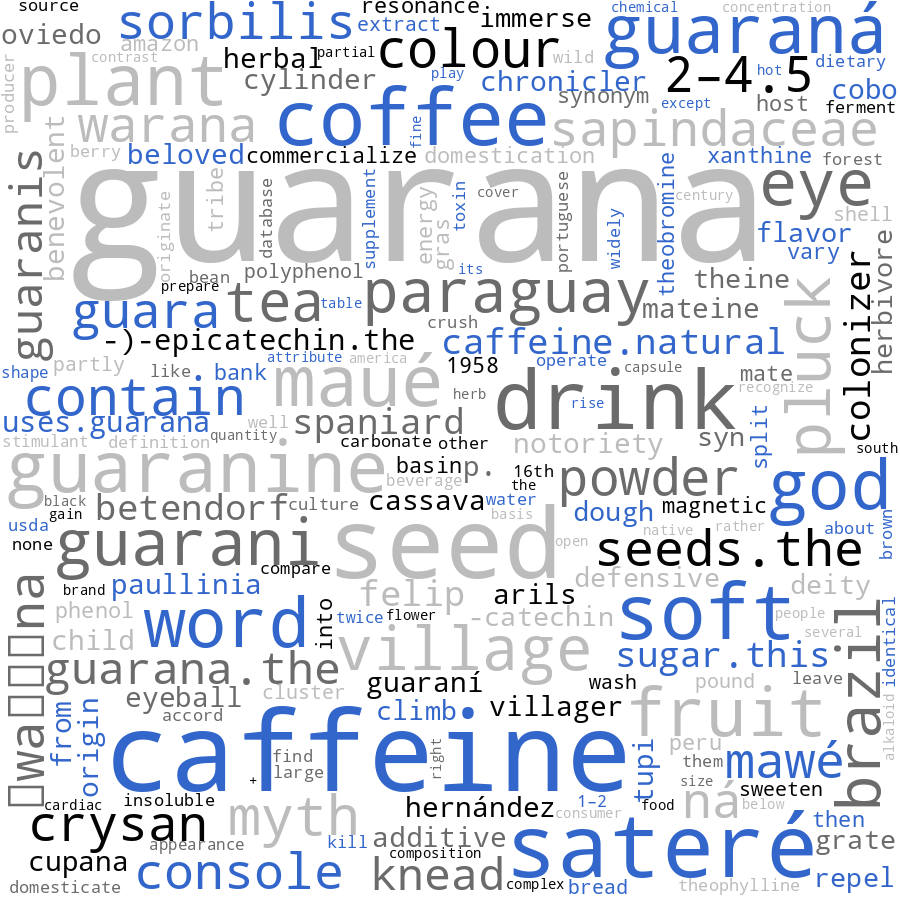 source
resonance
chemical
concentration
sorbilis
extract
immerse
guaraná
oviedo
amazon
contrast
herbal
partial
colour
wild
2–4.5
hot
dietary
producer
plant
cylinder
play
chronicler
synonym
except
host
cobo
ferment
warana
coffee
fine
sapindaceae
berry
beloved
commercialize
domestication
xanthine
forest
guaranis
benevolent
guarana
originate
tribe
database
supplement
energy
gras
toxin
cover
portuguese
widely
theobromine
century
eye
shell
flavor
vary
herbivore
colonizer
bean
polyphenol
prepare
its
theine
guara
tea
table
paraguay
mateine
pluck
crush
-)-epicatechin.the
caffeine.natural
shape
partly
like
bank
attribute
america
1958
operate
capsule
mate
recognize
contain
maué
herb
drink
rise
uses.guarana
well
spaniard
notoriety
syn
split
stimulant
definition
quantity
carbonate
other
south
guaranine
basin
p.
beverage
16th
the
powder
god
black
gain
betendorf
culture
cassava
water
basis
dough
magnetic
usda
none
guarani
seed
open
native
rather
about
brown
seeds.the
compare
brand
paullinia
felip
arils
defensive
deity
phenol
word
into
twice
flower
-catechin
soft
people
several
brazil
identical
child
village
sugar.this
guarana.the
guaraní
wash
pound
leave
eyeball
cluster
villager
fruit
from
origin
accord
climb
caffeine
find
large
+
right
tupi
peru
them
size
mawé
alkaloid
sweeten
cardiac
insoluble
hernández
1–2
consumer
food
ná
below
crysan
myth
appearance
kill
additive
composition
sateré
then
grate
cupana
domesticate
console
knead
complex
bread
theophylline
repel